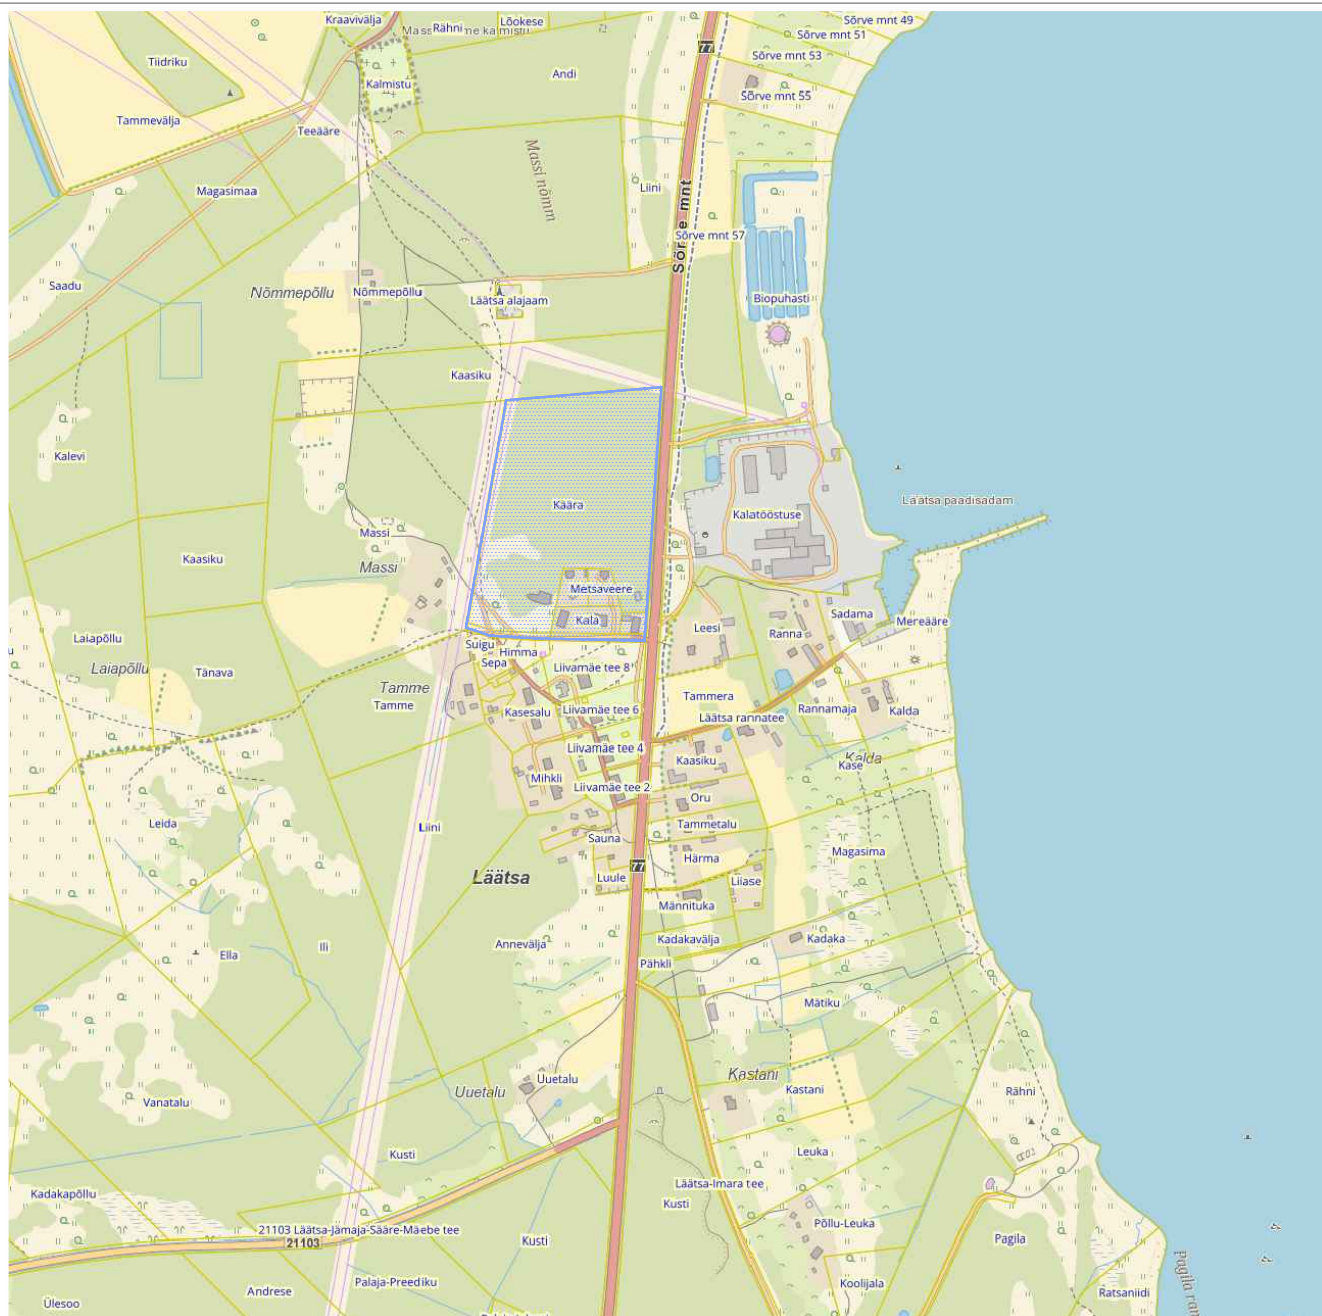 Kraavivälja
Rähni
Lõokese
Sõrve mnt 49
Sõrve mnt 51
Sõrve mnt 53
Sõrve mnt 55
77
Tiidriku
Kalmistu
Andi
Tammevälja
Teeääre
Massi nõmm
Magasimaa
Liini
Sõrve mnt
Sõrve mnt 57
Saadu
Nõmmepõllu
Nõmmepõllu
Läätsa alajaam
Biopuhasti
Kaasiku
Kalevi
Käära
Kalatööstuse
Läätsa paadisadam
Massi
Massi
Kaasiku
Metsaveere
Kala
Leesi
Ranna
Sadama
Mereääre
Laiapõllu
Laiapõllu
Tänava
Suigu
Himma
Sepa
Liivamäe tee 8
Tamme
Tamme
Kasesalu
Liivamäe tee 6
Tammera
Läätsa rannatee
Rannamaja
Kalda
Liivamäe tee 4
Kaasiku
Kalda
Kase
Mihkli
Liivamäe tee 2
Oru
Leida
Liini
Sauna
Tammetalu
Härma
Magasima
77
Läätsa
Luule
Liiase
Männituka
Ella
Ili
Annevälja
Kadakavälja
Kadaka
Pähkli
Mätiku
Uuetalu
Uuetalu
Kastani
Kastani
Rähni
Vanatalu
Kusti
Leuka
Kadakapõllu
Läätsa-Imara tee
Kusti
Põllu-Leuka
21103 Läätsa-Jämaja-Sääre-Mäebe tee
21103
Kusti
Pagila
Andrese
Palaja-Preediku
Koolijala
Ratsaniidi
Ülesoo